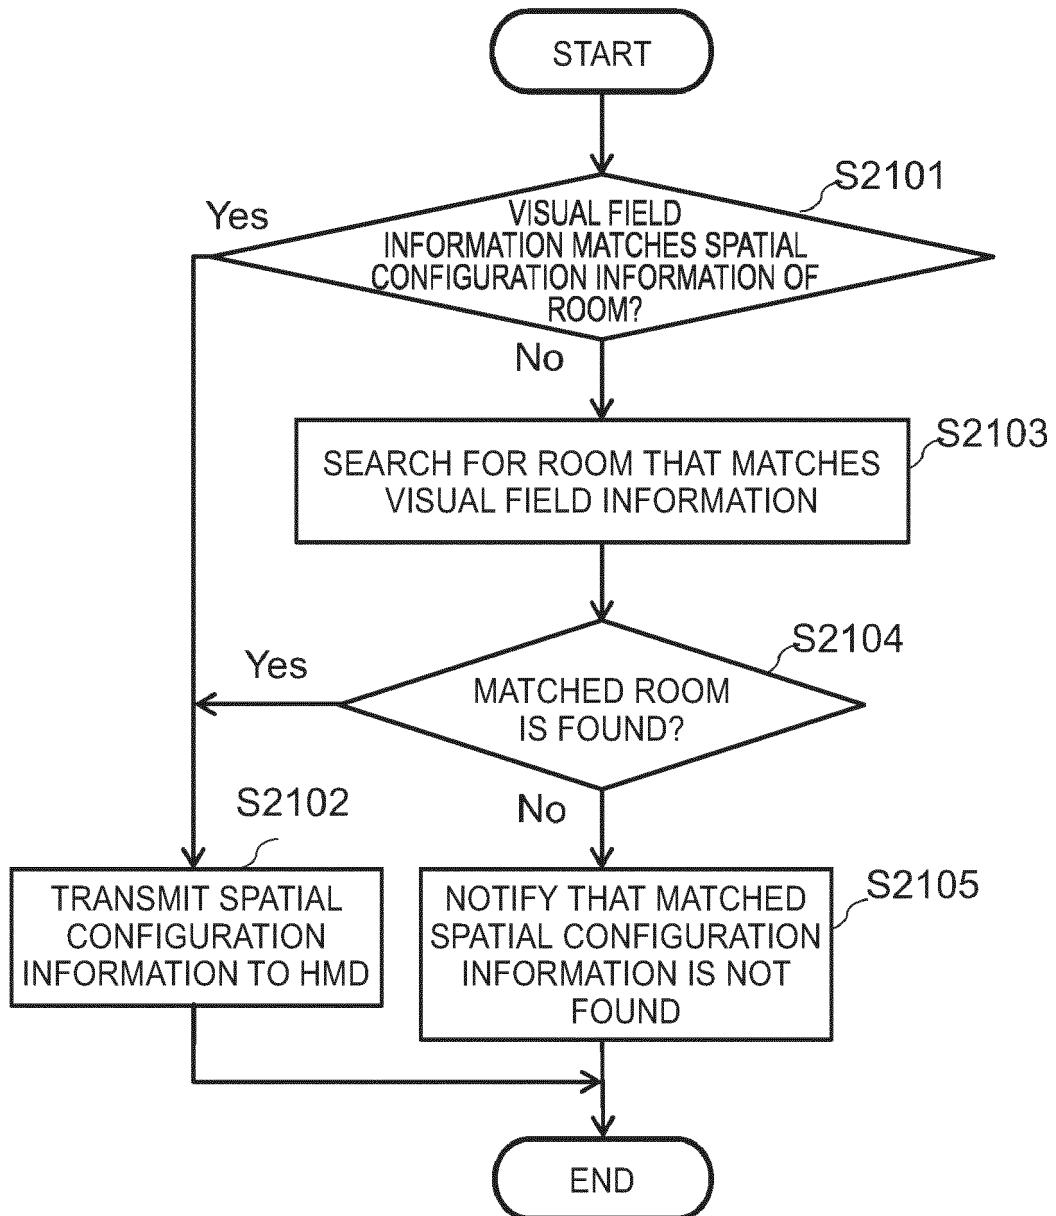 START
S2101
Yes
VISUAL FIELD
INFORMATION MATCHES SPATIAL
CONFIGURATION INFORMATION OF
ROOM?
No
S2103
SEARCH FOR ROOM THAT MATCHES
VISUAL FIELD INFORMATION
S2104
Yes
MATCHED ROOM
IS FOUND?
No
S2102
TRANSMIT SPATIAL
CONFIGURATION
INFORMATION TO HMD
S2105
NOTIFY THAT MATCHED
SPATIAL CONFIGURATION
INFORMATION IS NOT
FOUND
END